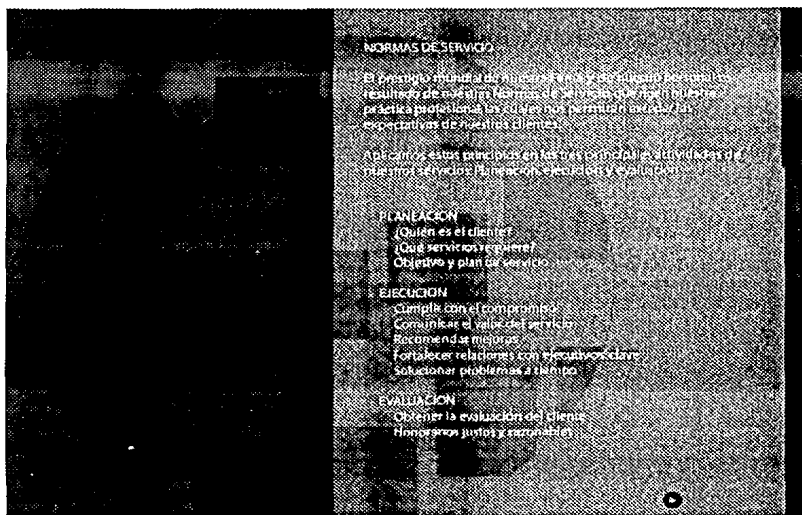 NORMAS DE SERVICIO
El prestigio mundial de nuestra Firma y de nuestro personal es
resultado de nuestras Normas de Servicio que rigen nuestra
práctica profesional las cuales nos permiten exceder las
expectativas de nuestros clientes
Aplicamos estos principios en las tres principales actividades de
nuestros servicios Planeación, ejecución y evaluación
PLANEACION
¿Quién es el cliente?
¿Qué servicios requiere?
Objetivo y plan de servicio
EJECUCION
Cumplir con el compromiso
Comunicar el valor del servicio
Recomendar mejoras
Fortalecer relaciones con ejecutivos clave
Solucionar problemas a tiempo
EVALUACION
Obtener la evaluación del cliente
Honorarios justos y razonables